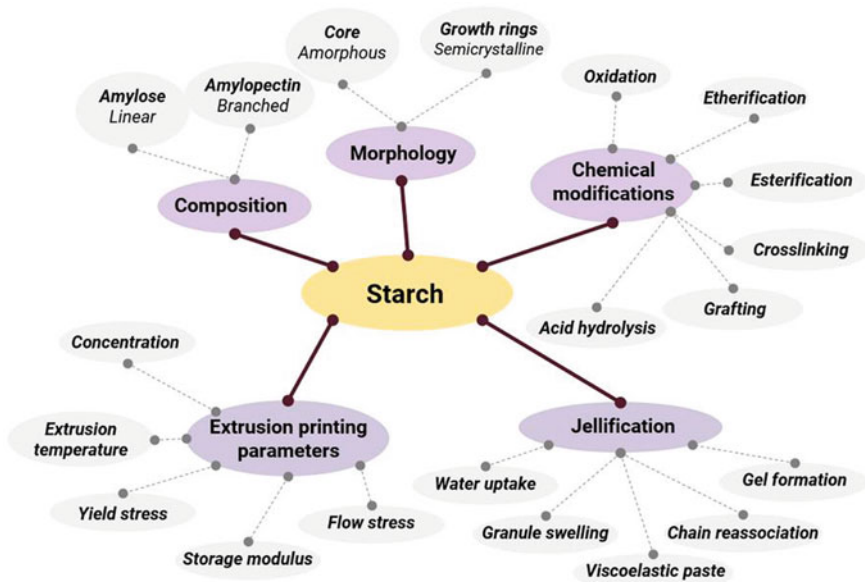 Core
Amorphous
Growth rings
Semicrystalline
Oxidation
Amylose
Linear
Amylopectin
Branched
Etherification
Morphology
Chemical
modifications
Esterification
Composition
Crosslinking
Starch
Grafting
Acid hydrolysis
Concentration
Extrusion printing
parameters
Jellification
Extrusion
temperature
Water uptake
Gel formation
Yield stress
Flow stress
Granule swelling
Chain reassociation
Storage modulus
Viscoelastic paste